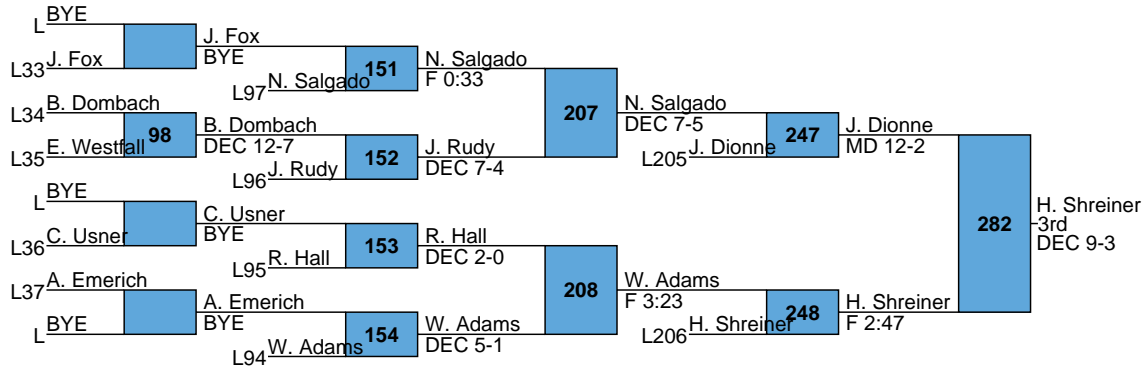 L BYE
L33 J. Fox
J. Fox
BYE
L97 N. Salgado
151
N. Salgado
F 0:33
L34 B. Dombach
98
L35 E. Westfall
B. Dombach
DEC 12-7
L96 J. Rudy
152
J. Rudy
DEC 7-4
207
N. Salgado
DEC 7-5
L205 J. Dionne
247
J. Dionne
MD 12-2
L BYE
L36 C. Usner
C. Usner
BYE
L95 R. Hall
153
R. Hall
DEC 2-0
L37 A. Emerich
L BYE
A. Emerich
BYE
L94 W. Adams
154
W. Adams
DEC 5-1
208
W. Adams
F 3:23
L206 H. Shreiner
248
H. Shreiner
F 2:47
282
H. Shreiner
3rd
DEC 9-3